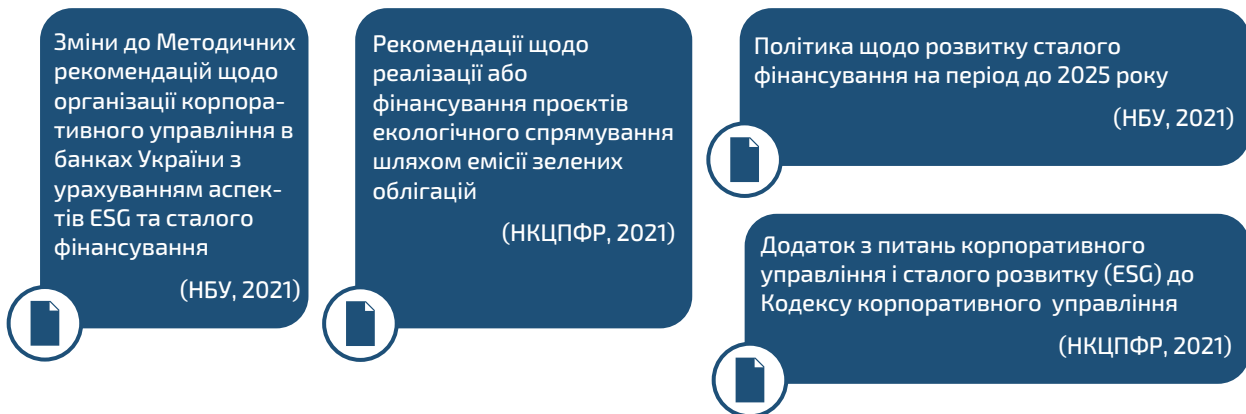 Зміни до Методичних
рекомендацій щодо
організації корпора-
тивного управління в
банках України з
урахуванням аспек-
тів ESG та сталого
фінансування
(НБУ, 2021)
Рекомендації щодо
реалізації або
фінансування проєктів
екологічного спрямування
шляхом емісії зелених
облігацій
(НКЦПФР, 2021)
Політика щодо розвитку сталого
фінансування на період до 2025 року
(НБУ, 2021)
Додаток з питань корпоративного
управління і сталого розвитку (ESG) до
Кодексу корпоративного управління
(НКЦПФР, 2021)